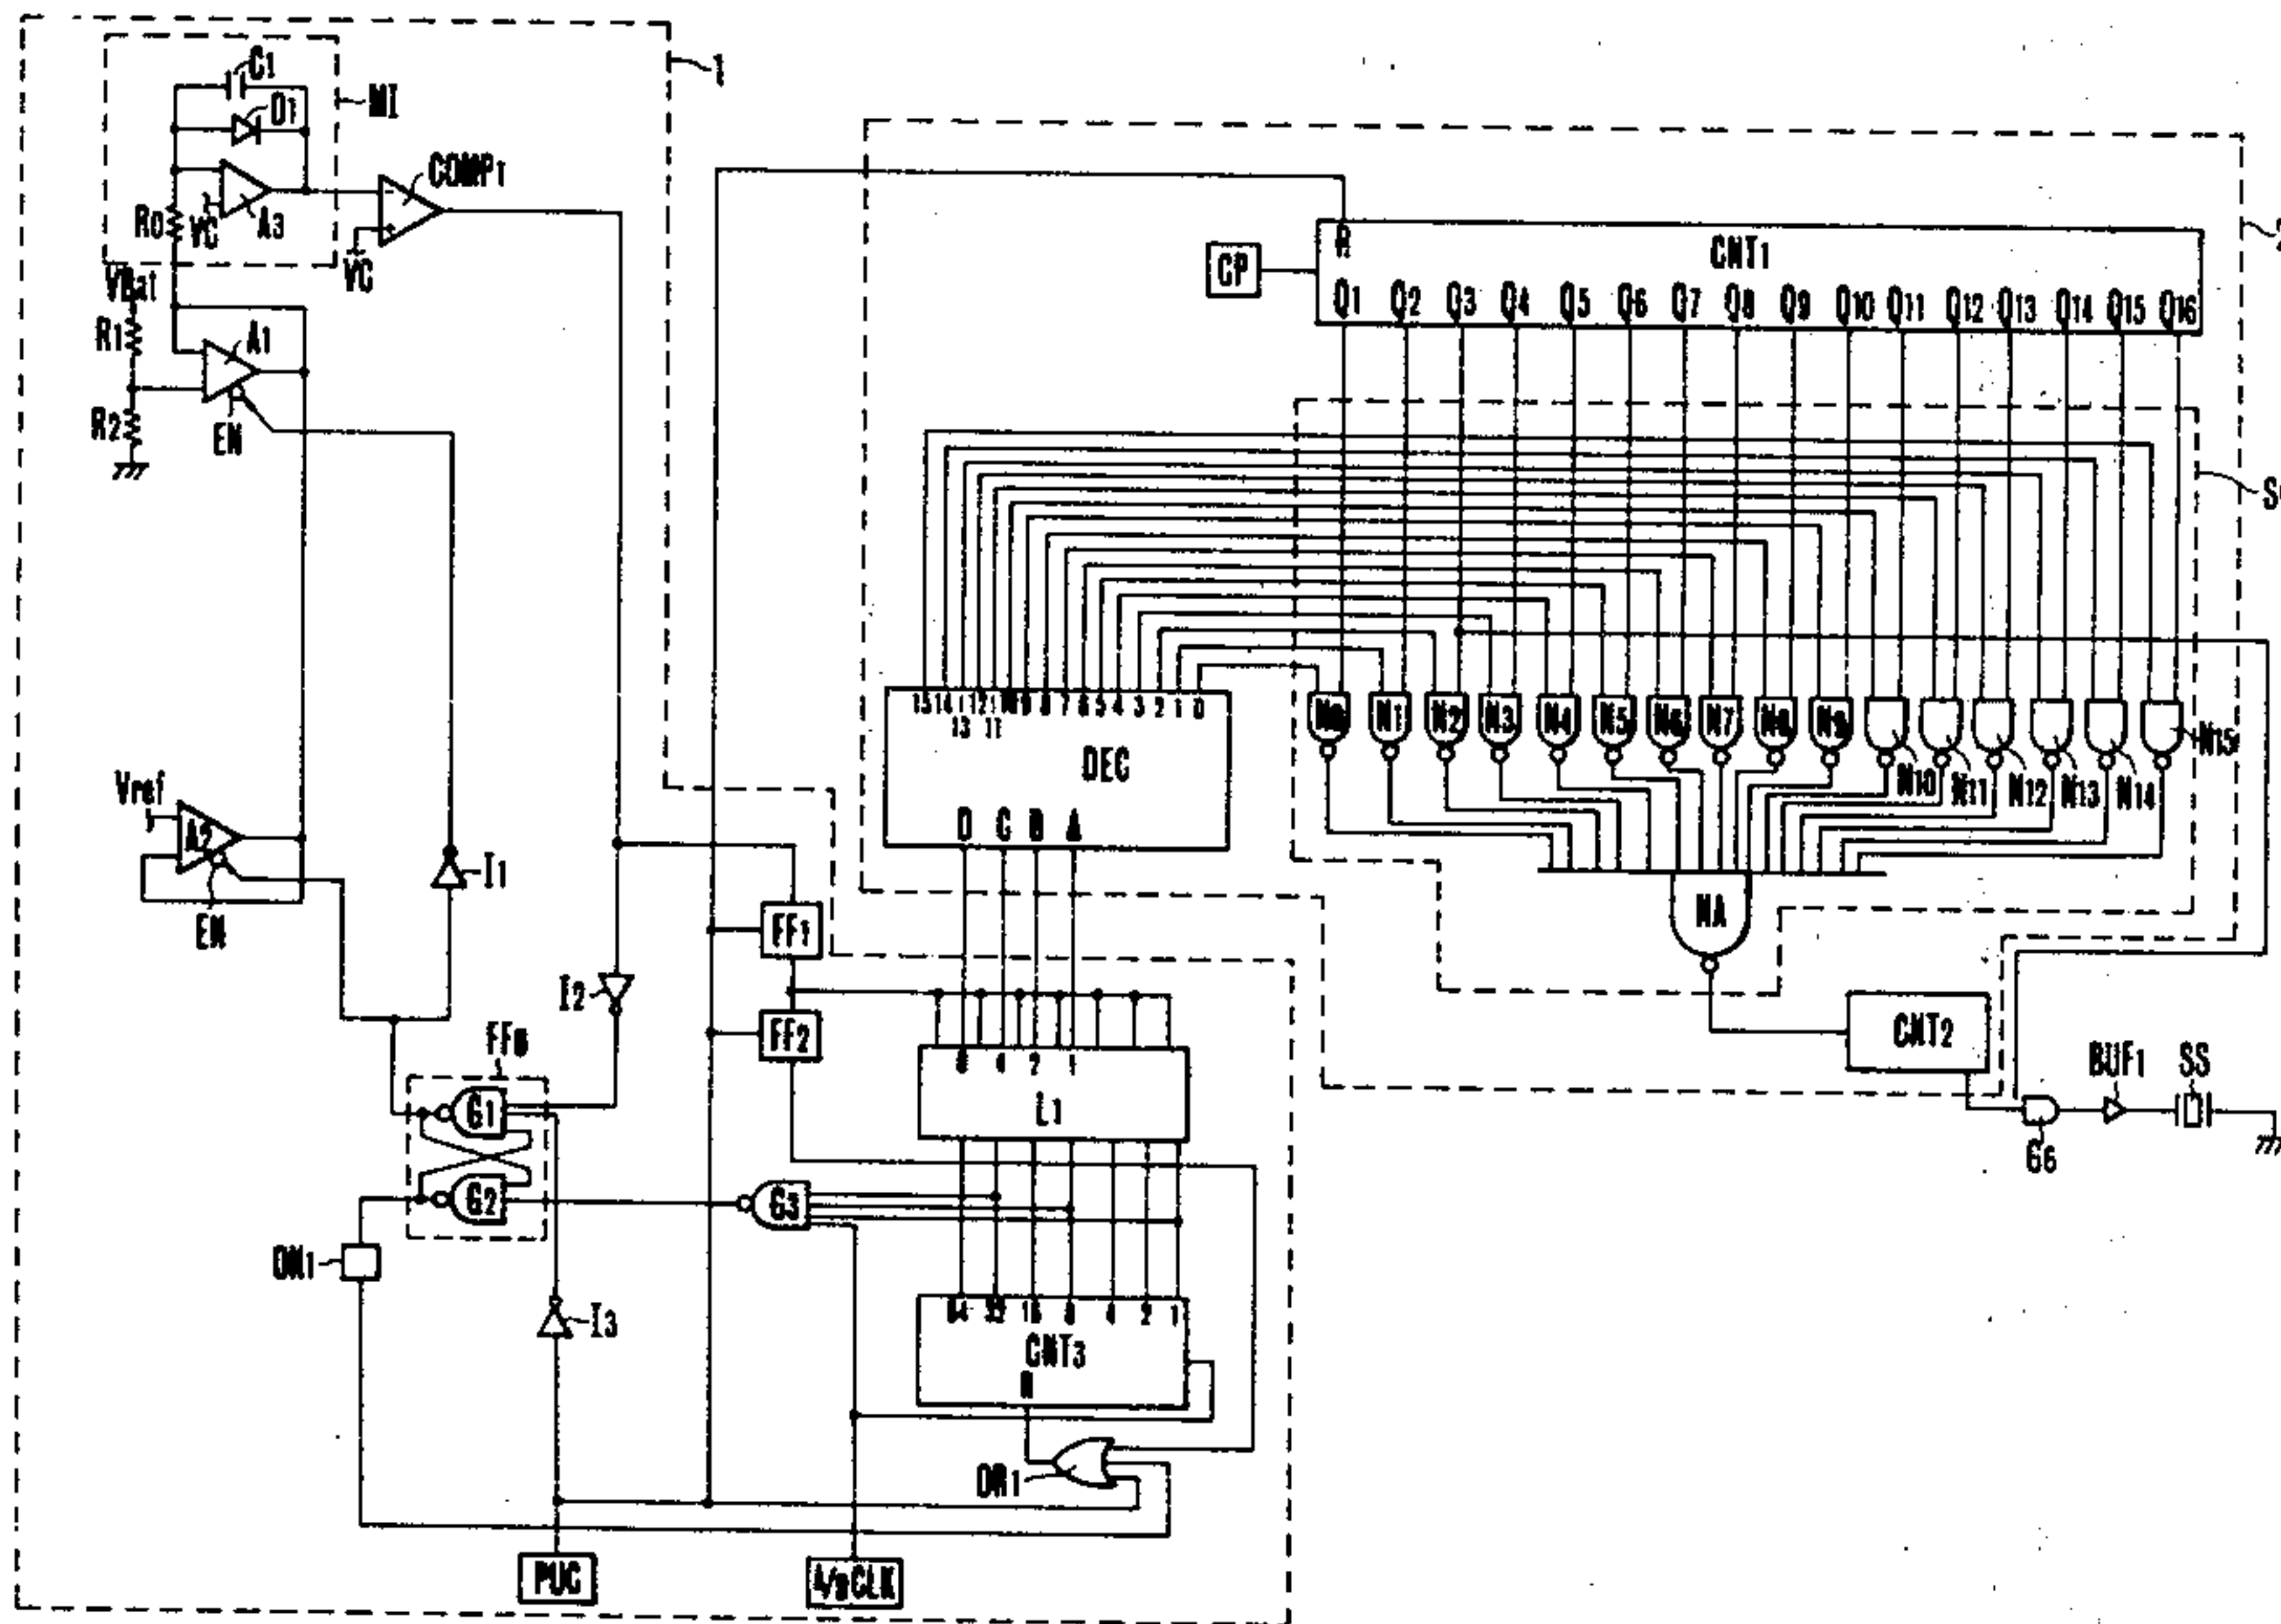 C1
1
D1
MI
COMP1
R0
VC
A3
VC
CP
R
CNT1
2
VBat
Q1 Q2 Q3 Q4 Q5 Q6 Q7 Q8 Q9 Q10 Q11 Q12 Q13 Q14 Q15 Q16
R1
A1
R2
EN
15 14 13 12 11 10 9 8 7 6 5 4 3 2 1 0
N0 N1 N2 N3 N4 N5 N6 N7 N8 N9
N10 N11 N12 N13 N14 N15
DEC
Vref
A2
D C B A
I1
EN
NA
FF1
I2
FF2
CNT2
FF0
8 4 2 1
BUF1
SS
G1
L1
G6
G2
G3
I3
64 32 16 8 4 2 1
CNT3
R
OR1
PUC
A/DCLK